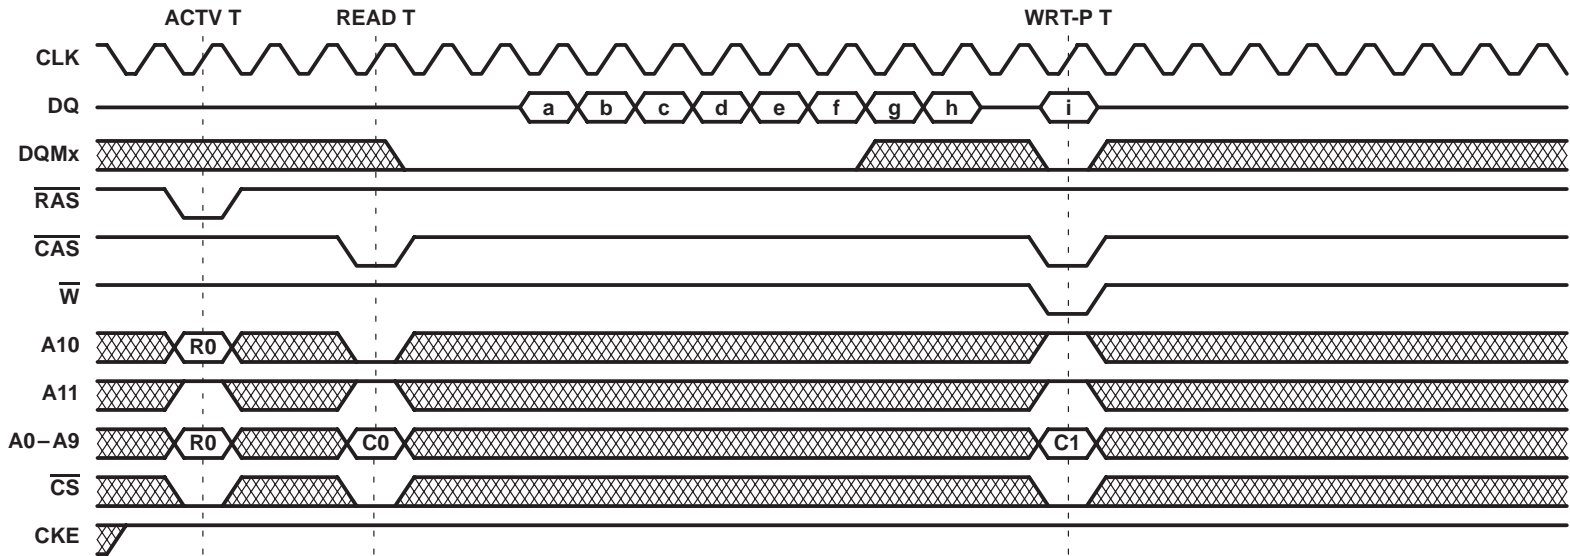 ACTV T READ T WRT-P T
CLK
DQ a b c d e f g h i
DQMx
RAS
CAS
W
A10 R0
A11
A0–A9 R0 C0 C1
CS
CKE